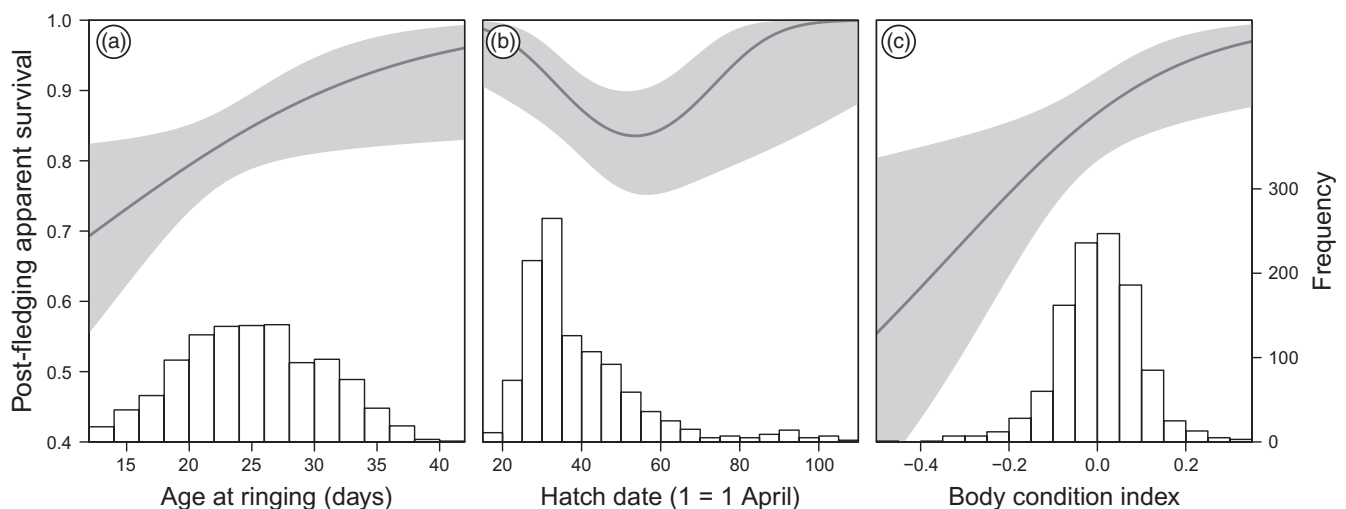 (a)
(b)
(c)
Post-fledging apparent survival
1.0
0.9
0.8
0.7
0.6
0.5
0.4
300
200
100
0
Frequency
15 20 25 30 35 40
20 40 60 80 100
−0.4 −0.2 0.0 0.2
Age at ringing (days)
Hatch date (1 = 1 April)
Body condition index